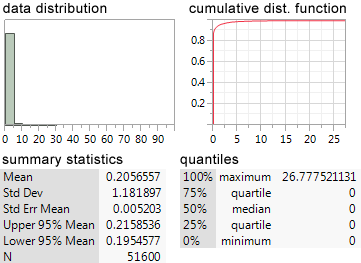 data distribution
0 10 20 30 40 50 60 70 80 90
cumulative dist. function
0.8
0.6
0.4
0.2
0 5 10 15 20 25
summary statistics
Mean 0.2056557
Std Dev 1.181897
Std Err Mean 0.005203
Upper 95% Mean 0.2158536
Lower 95% Mean 0.1954577
N 51600
quantiles
100% maximum 26.777521131
75% quartile 0
50% median 0
25% quartile 0
0% minimum 0